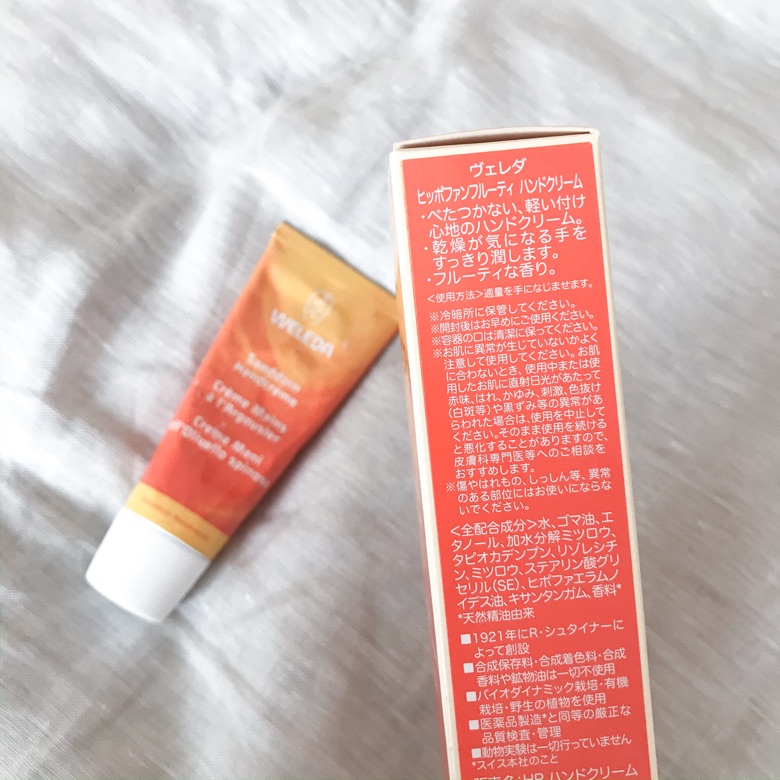 WELEDA
Sanddorn
Handcreme
Crème Mains
à l'Argousier
Crema Mani
all'Olivello spinoso
ヴェレダ
ヒッポファンフルーティ ハンドクリーム
・べたつかない、軽い付け
心地のハンドクリーム。
・乾燥が気になる手を
すっきり潤します。
・フルーティな香り。
<使用方法>適量を手になじませます。
※冷暗所に保管してください。
※開封後はお早めにご使用ください。
※容器の口は清潔に保ってください。
※お肌に異常が生じていないかよく
注意して使用してください。お肌
に合わないとき、使用中または使
用したお肌に直射日光があたって
赤味、はれ、かゆみ、刺激、色抜け
(白斑等)や黒ずみ等の異常があ
らわれた場合は、使用を中止して
ください。そのまま使用を続ける
と悪化することがありますので、
皮膚科専門医等へのご相談を
おすすめします。
※傷やはれもの、しっしん等、異常
のある部位にはお使いにならな
いでください。
<全配合成分>水、ゴマ油、エ
タノール、加水分解ミツロウ、
タピオカデンプン、リゾレシチ
ン、ミツロウ、ステアリン酸グリ
セリル(SE)、ヒポファエラムノ
イデス油、キサンタンガム、香料*
*天然精油由来
■1921年にR・シュタイナーに
よって創設
■合成保存料・合成着色料・合成
香料や鉱物油は一切不使用
■バイオダイナミック栽培・有機
栽培・野生の植物を使用
■医薬品製造*と同等の厳正な
品質検査・管理
■動物実験は一切行っていません
*スイス本社のこと
販売名:HP ハンドクリーム